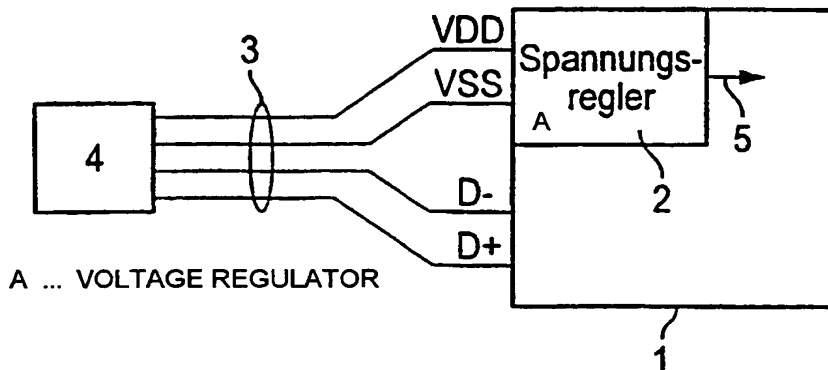 VDD
3
VSS
Spannungs-
regler
A
5
4
2
D-
D+
A ... VOLTAGE REGULATOR
1